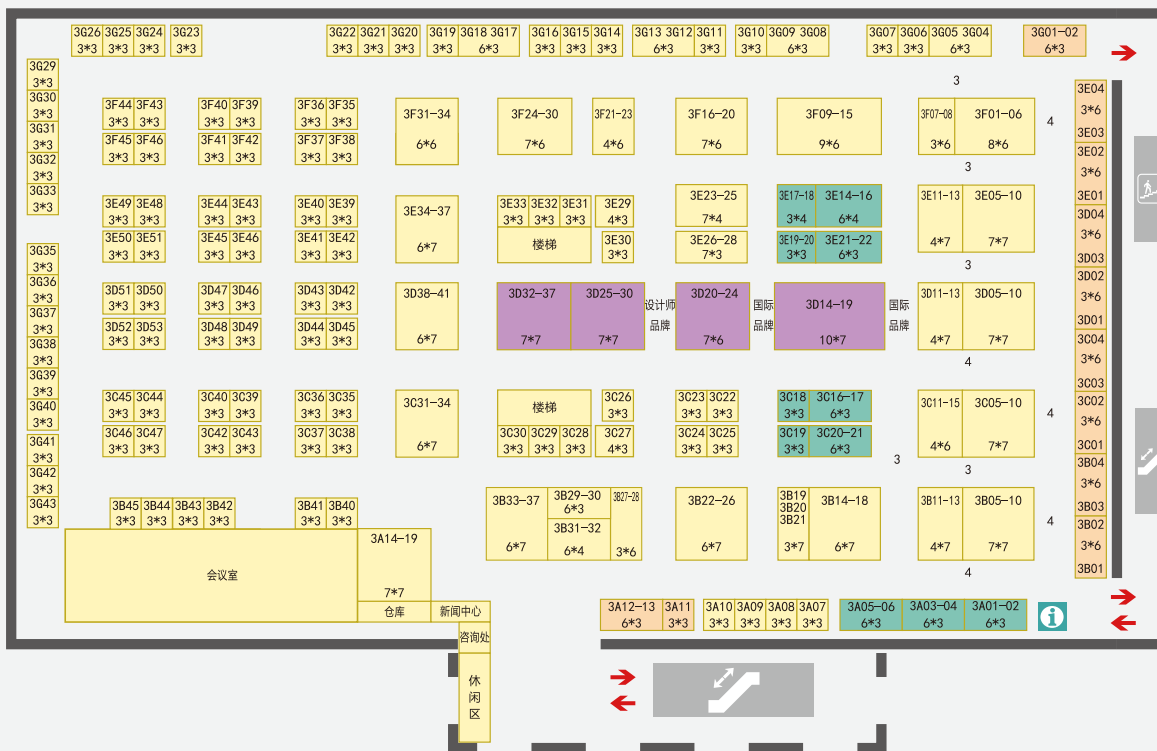 3G26 3G25 3G24 3G23 3G22 3G21 3G20 3G19 3G18 3G17 3G16 3G15 3G14 3G13 3G12 3G11 3G10 3G09 3G08 3G07 3G06 3G05 3G04 3G01-02
3*3 3*3 3*3 3*3 3*3 3*3 3*3 3*3 6*3 3*3 3*3 3*3 6*3 3*3 3*3 6*3 3*3 3*3 6*3 6*3
3G29
3*3
3G30
3*3
3G31
3*3
3G32
3*3
3G33
3*3
3G35
3*3
3G36
3*3
3G37
3*3
3G38
3*3
3G39
3*3
3G40
3*3
3G41
3*3
3G42
3*3
3G43
3*3
3
3F44 3F43 3F40 3F39 3F36 3F35 3F31-34 3F24-30 3F21-23 3F16-20 3F09-15 3F07-08 3F01-06
3*3 3*3 3*3 3*3 3*3 3*3
4
3F45 3F46 3F41 3F42 3F37 3F38
3*3 3*3 3*3 3*3 3*3 3*3 6*6 7*6 4*6 7*6 9*6 3*6 8*6
3
3E49 3E48 3E44 3E43 3E40 3E39 3E34-37 3E33 3E32 3E31 3E29 3E23-25 3E17-18 3E14-16 3E11-13 3E05-10
3*3 3*3 3*3 3*3 3*3 3*3 3*3 3*3 3*3 4*3 7*4 3*4 6*4
3E50 3E51 3E45 3E46 3E41 3E42 楼梯 3E30 3E26-28 3E19-20 3E21-22
3*3 3*3 3*3 3*3 3*3 3*3 6*7 3*3 7*3 3*3 6*3 4*7 7*7
3
3D51 3D50 3D47 3D46 3D43 3D42 3D38-41 3D32-37 3D25-30 设计师 3D20-24 国际 3D14-19 国际 3D11-13 3D05-10
3*3 3*3 3*3 3*3 3*3 3*3 品牌 品牌 品牌
3D52 3D53 3D48 3D49 3D44 3D45
3*3 3*3 3*3 3*3 3*3 3*3 6*7 7*7 7*7 7*6 10*7 4*7 7*7
4
3C45 3C44 3C40 3C39 3C36 3C35 3C31-34 楼梯 3C26 3C23 3C22 3C18 3C16-17 3C11-15 3C05-10
3*3 3*3 3*3 3*3 3*3 3*3 3*3 3*3 3*3 3*3 6*3
4
3C46 3C47 3C42 3C43 3C37 3C38 3C30 3C29 3C28 3C27 3C24 3C25 3C19 3C20-21
3*3 3*3 3*3 3*3 3*3 3*3 6*7 3*3 3*3 3*3 4*3 3*3 3*3 3*3 6*3 4*6 7*7
3
3
3B45 3B44 3B43 3B42 3B41 3B40 3B33-37 3B29-30 3B27-28 3B22-26 3B19 3B14-18 3B11-13 3B05-10
3*3 3*3 3*3 3*3 3*3 3*3 6*3 3B20
3B31-32 3B21
4
6*7 6*4 3*6 6*7 3*7 6*7 4*7 7*7
4
3E04
3*6
3E03
3E02
3*6
3E01
3D04
3*6
3D03
3D02
3*6
3D01
3C04
3*6
3C03
3C02
3*6
3C01
3B04
3*6
3B03
3B02
3*6
3B01
3A14-19
会议室
7*7
仓库 新闻中心
咨询处
休
闲
区
3A12-13 3A11 3A10 3A09 3A08 3A07 3A05-06 3A03-04 3A01-02
6*3 3*3 3*3 3*3 3*3 3*3 6*3 6*3 6*3